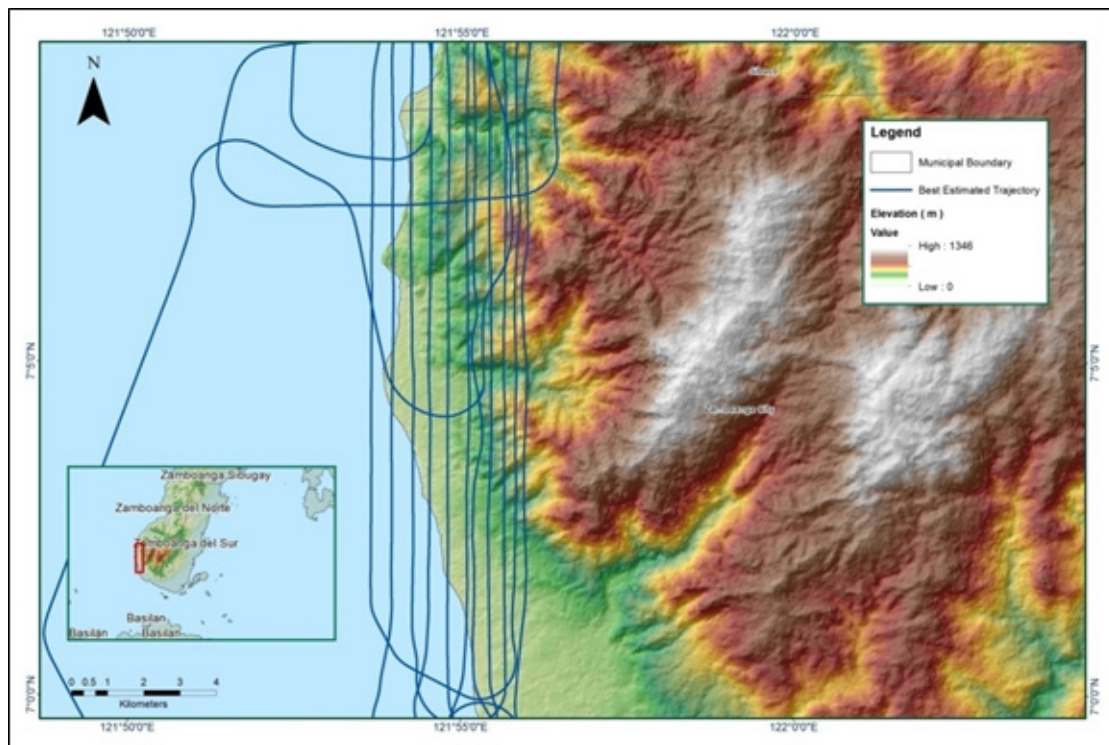 121°50'0"E
121°55'0"E
122°0'0"E
N
Legend
Municipal Boundary
Best Estimated Trajectory
Elevation ( m )
Value
High : 1346
Low : 0
7°5'0"N
7°5'0"N
Zamboanga City
Zamboanga Sibugay
Zamboanga del Norte
Zamboanga del Sur
Basilan
Basilan
Basilan
0 0.5 1 2 3 4
Kilometers
7°0'0"N
7°0'0"N
121°50'0"E
121°55'0"E
122°0'0"E